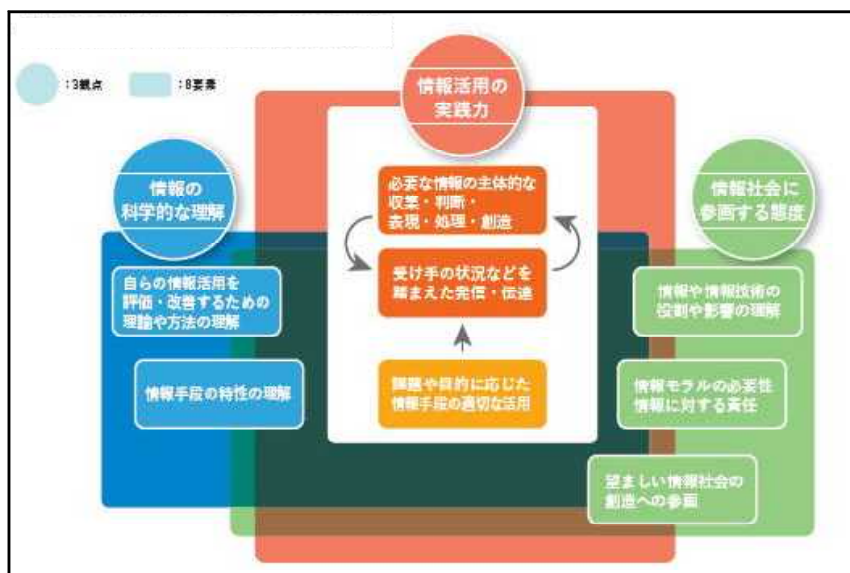 :3観点
:8要素
情報活用の
実践力
情報の
科学的な理解
情報社会に
参画する態度
必要な情報の主体的な
収集・判断・
表現・処理・創造
受け手の状況などを
踏まえた発信・伝達
課題や目的に応じた
情報手段の適切な活用
自らの情報活用を
評価・改善するための
理論や方法の理解
情報手段の特性の理解
情報や情報技術の
役割や影響の理解
情報モラルの必要性
情報に対する責任
望ましい情報社会の
創造への参画